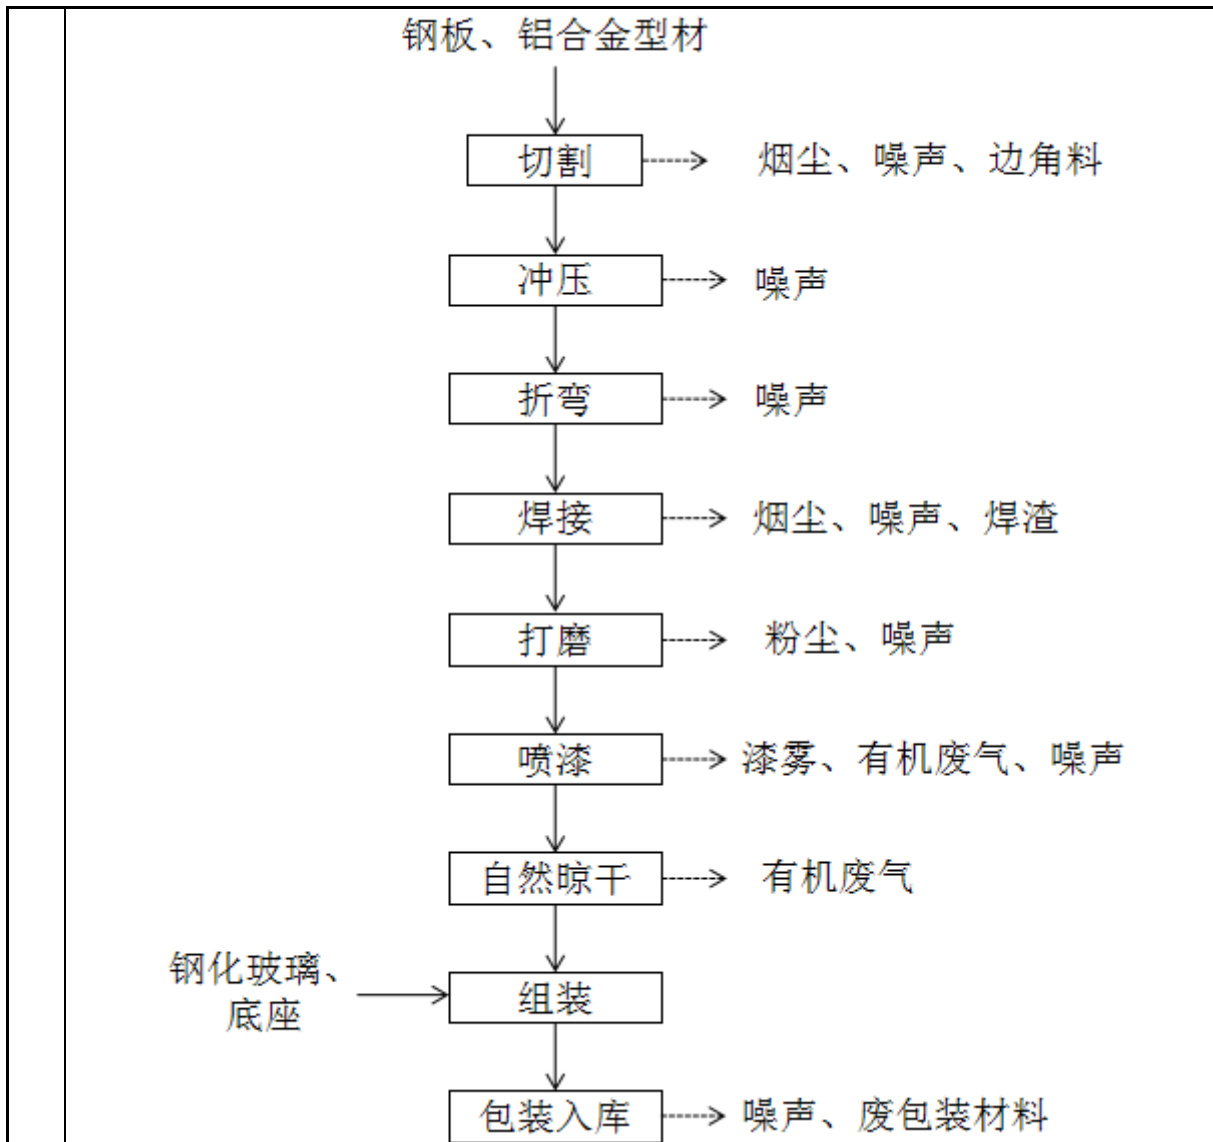 钢板、铝合金型材
切割
烟尘、噪声、边角料
冲压
噪声
折弯
噪声
焊接
烟尘、噪声、焊渣
打磨
粉尘、噪声
喷漆
漆雾、有机废气、噪声
自然晾干
有机废气
钢化玻璃、
底座
组装
包装入库
噪声、废包装材料